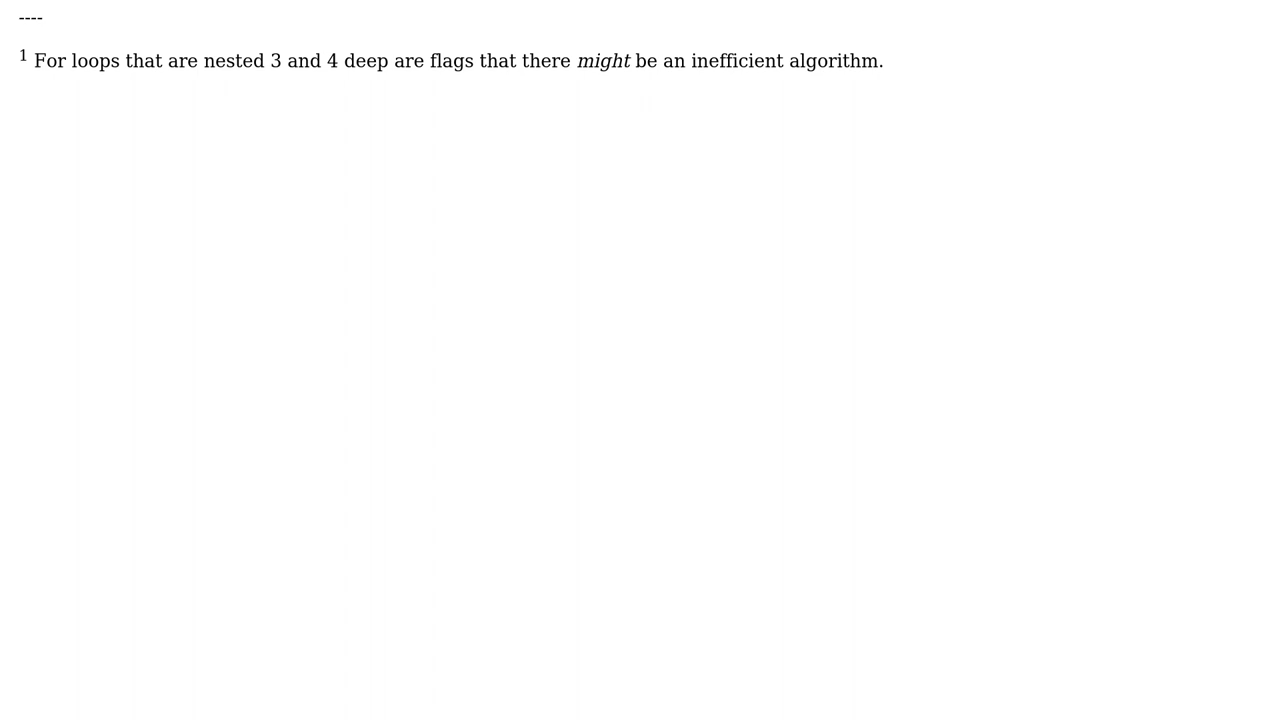 ----
1 For loops that are nested 3 and 4 deep are flags that there might be an inefficient algorithm.